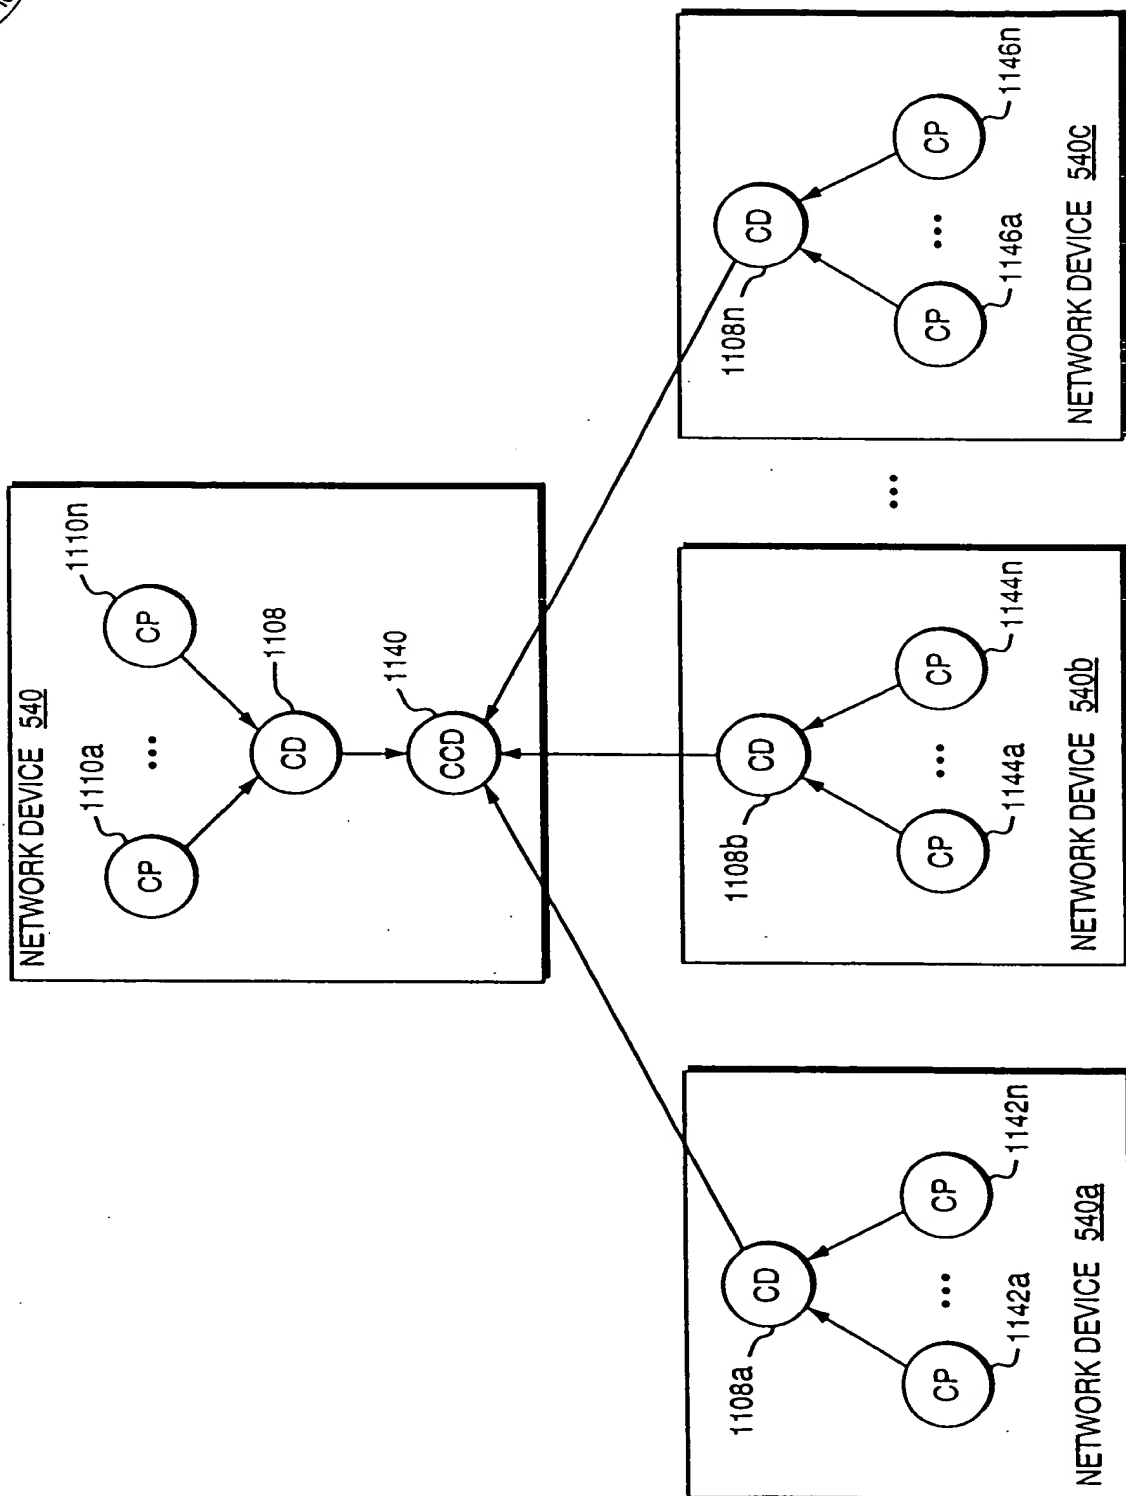 NETWORK DEVICE 540
1110a
1110n
CP
...
CP
CD
1108
CCD
1140
1108a
CD
CP
...
CP
1142a
1142n
NETWORK DEVICE 540a
1108b
CD
CP
...
CP
1144a
1144n
NETWORK DEVICE 540b
...
1108n
CD
CP
...
CP
1146a
1146n
NETWORK DEVICE 540c